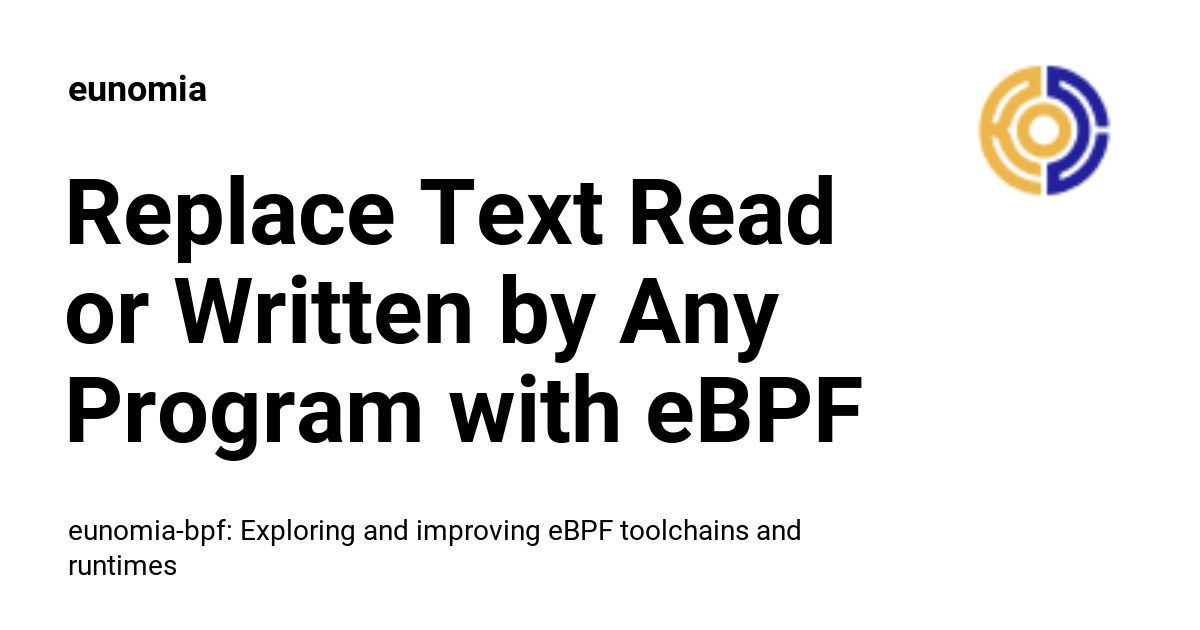 eunomia
Replace Text Read
or Written by Any
Program with eBPF
eunomia-bpf: Exploring and improving eBPF toolchains and
runtimes